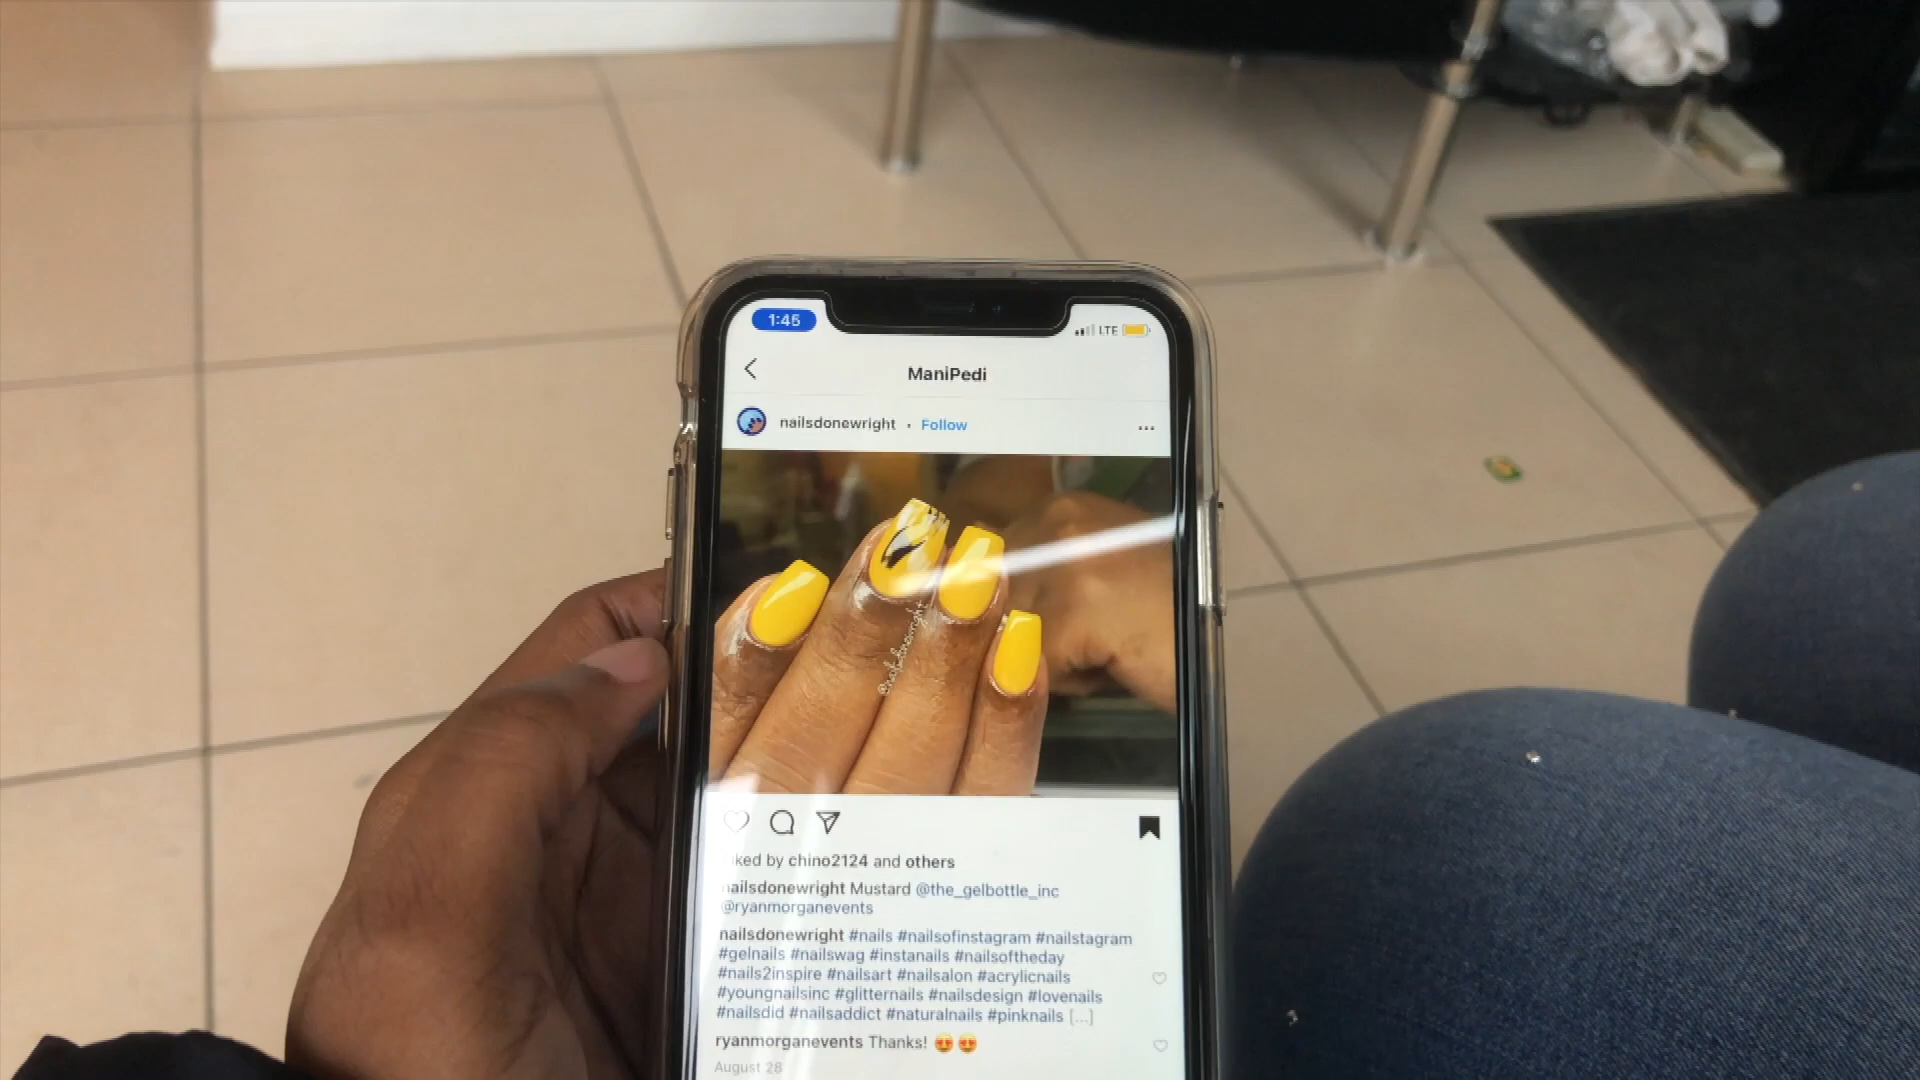 1:45
LTE
ManiPedi
nailsdonewright · Follow
@nailsdonewright
ked by chino2124 and others
nailsdonewright Mustard @the_gelbottle_inc
@ryanmorganevents
nailsdonewright #nails #nailsofinstagram #nailstagram
#gelnails #nailswag #instanails #nailsoftheday
#nails2inspire #nailsart #nailsalon #acrylicnails
#youngnailsinc #glitternails #nailsdesign #lovenails
#nailsdid #nailsaddict #naturalnails #pinknails [...]
ryanmorganevents Thanks! 😍😍
August 28